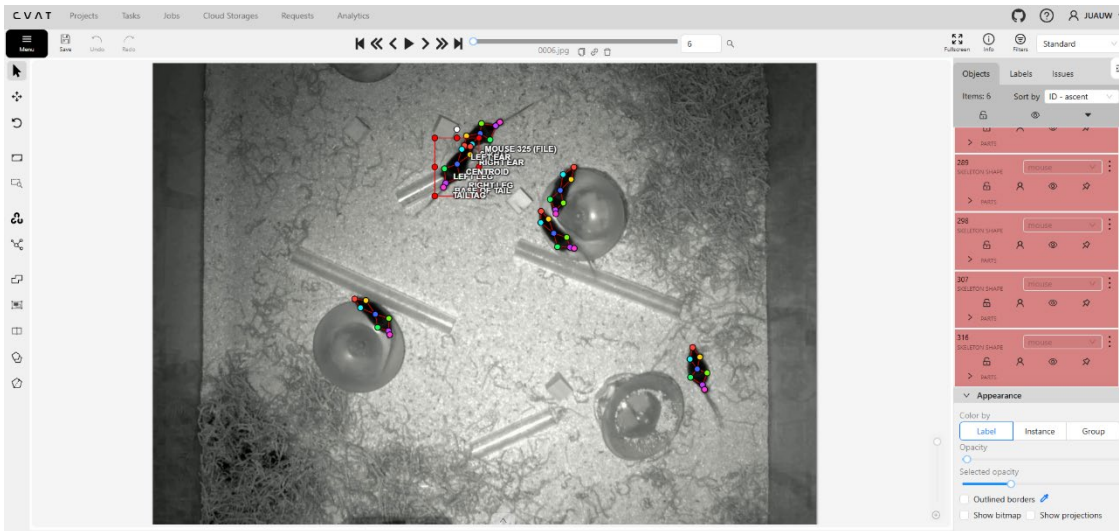 CVAT Projects Tasks Jobs Cloud Storages Requests Analytics JUAUW
Menu Save Undo Redo 0006.jpg 6 Fullscreen Info Filters Standard
Objects Labels Issues
Items: 6 Sort by ID - ascent
PARTS
289 mouse
SKELETON SHAPE
PARTS
298 mouse
SKELETON SHAPE
PARTS
307 mouse
SKELETON SHAPE
PARTS
316 mouse
SKELETON SHAPE
PARTS
Appearance
Color by
Label Instance Group
Opacity
Selected opacity
Outlined borders
Show bitmap Show projections
MOUSE 325 (FILE)
LEFT EAR
RIGHT EAR
CENTROID
LEFT LEG
RIGHT LEG
BASE OF TAIL
TAILTAG